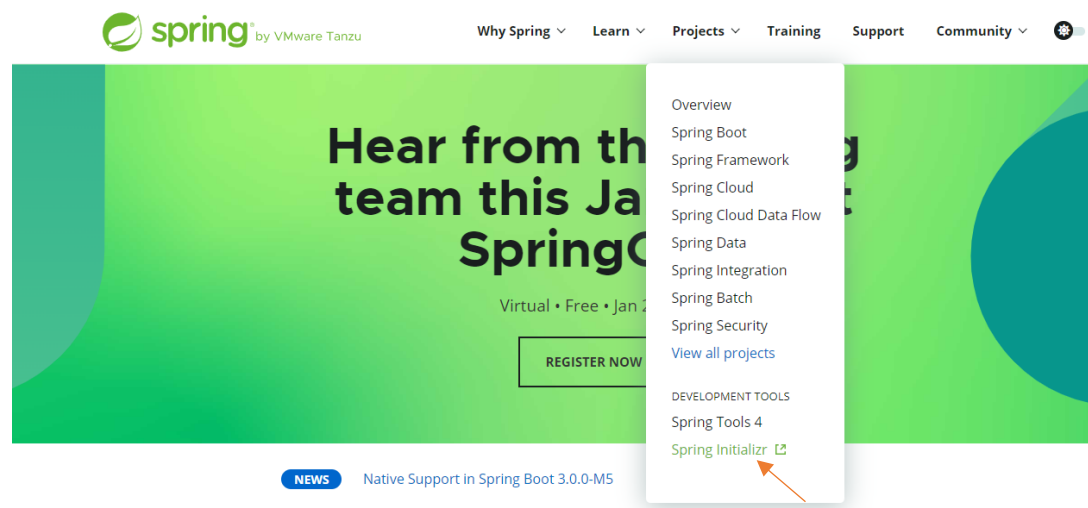 spring by VMware Tanzu
Why Spring Learn Projects Training Support Community
Overview
Spring Boot
Spring Framework
Spring Cloud
Spring Cloud Data Flow
Spring Data
Spring Integration
Spring Batch
Spring Security
View all projects
DEVELOPMENT TOOLS
Spring Tools 4
Spring Initializr
Hear from th
team this Ja
Spring
Virtual • Free • Jan
REGISTER NOW
NEWS Native Support in Spring Boot 3.0.0-M5